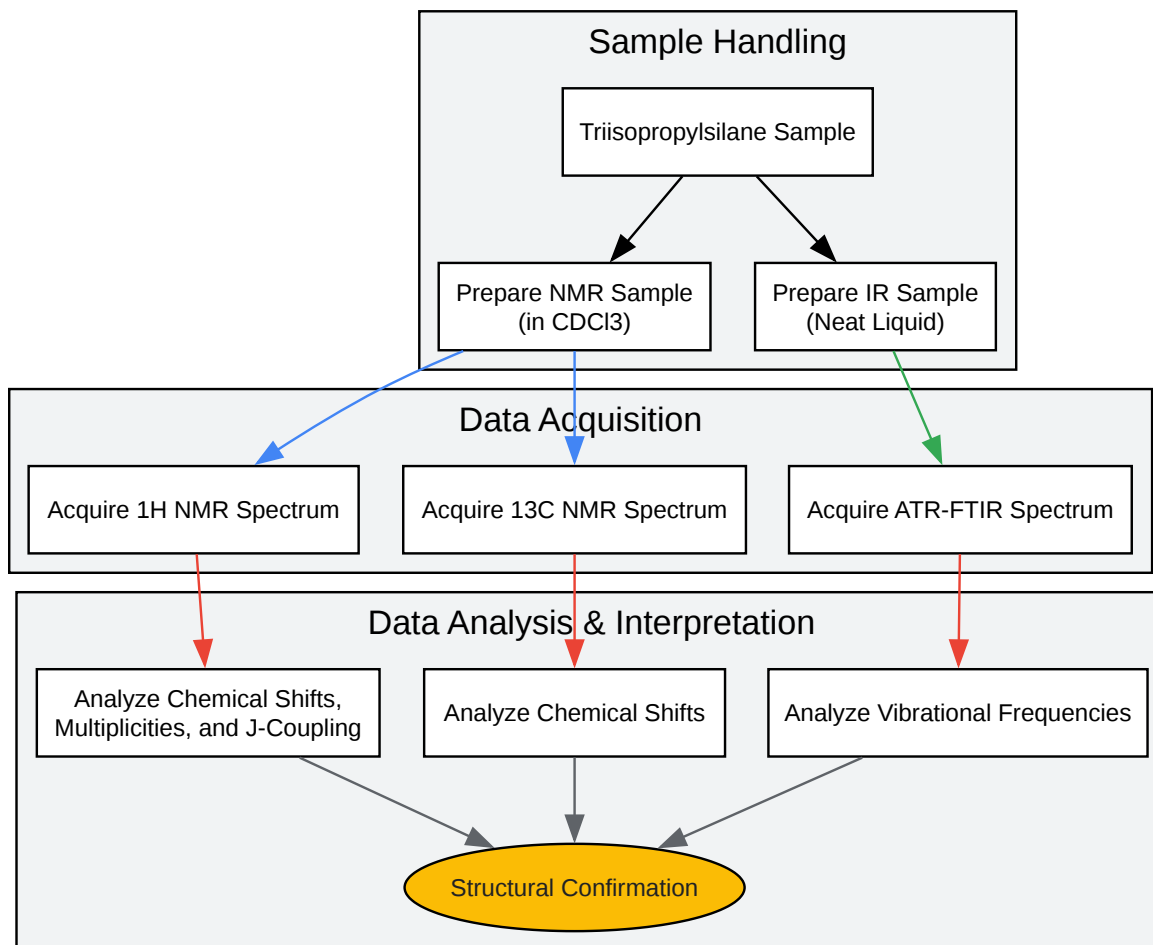 Sample Handling
Triisopropylsilane Sample
Prepare NMR Sample
(in CDCl3)
Prepare IR Sample
(Neat Liquid)
Data Acquisition
Acquire 1H NMR Spectrum
Acquire 13C NMR Spectrum
Acquire ATR-FTIR Spectrum
Data Analysis & Interpretation
Analyze Chemical Shifts,
Multiplicities, and J-Coupling
Analyze Chemical Shifts
Analyze Vibrational Frequencies
Structural Confirmation